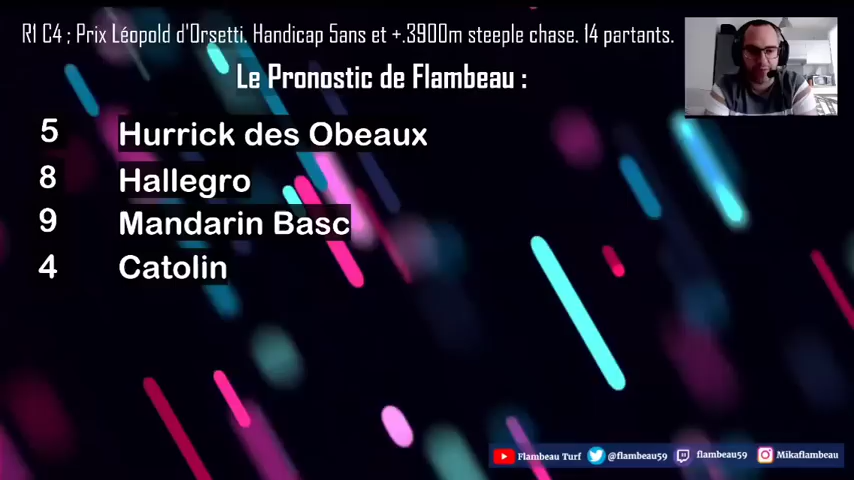 R1 C4 ; Prix Léopold d'Orsetti. Handicap 5ans et +.3900m steeple chase. 14 partants.
Le Pronostic de Flambeau :
5 Hurrick des Obeaux
8 Hallegro
9 Mandarin Basc
4 Catolin
Flambeau Turf @flambeau59 flambeau59 Mikaflambeau